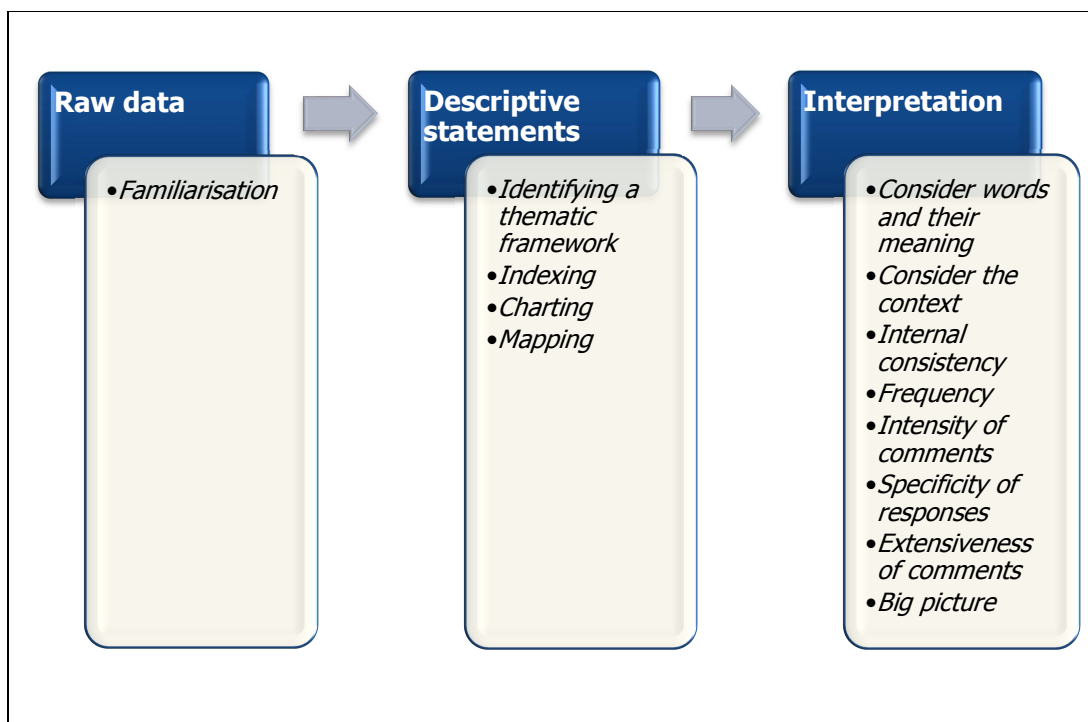 Raw data
•Familiarisation
Descriptive
statements
•Identifying a
thematic
framework
•Indexing
•Charting
•Mapping
Interpretation
•Consider words
and their
meaning
•Consider the
context
•Internal
consistency
•Frequency
•Intensity of
comments
•Specificity of
responses
•Extensiveness
of comments
•Big picture